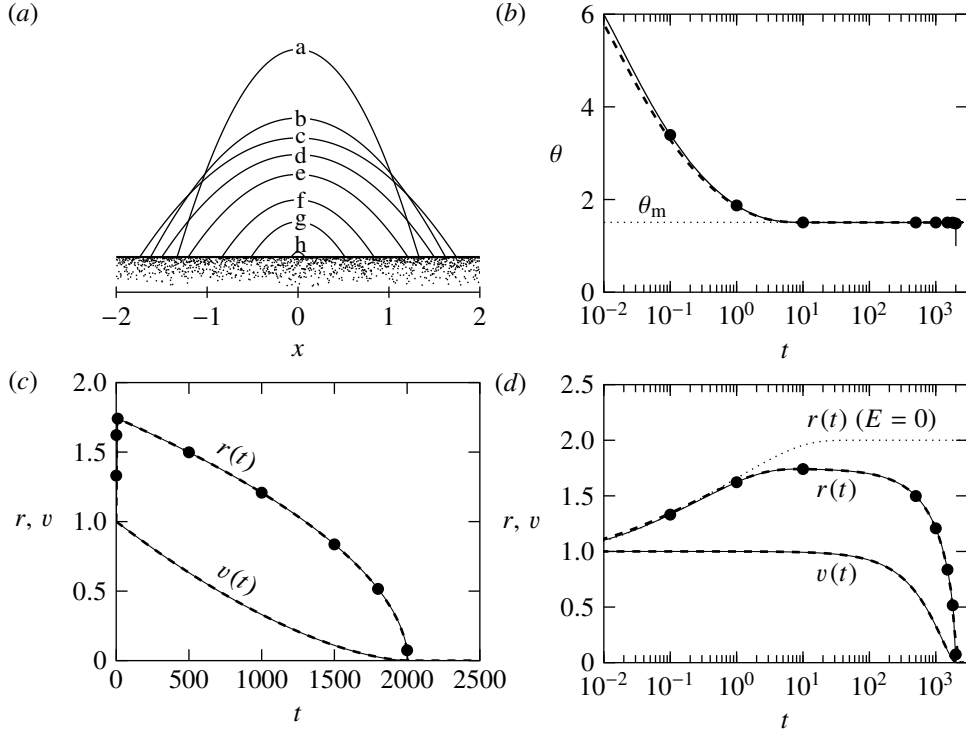 (a)
a
b
c
d
e
f
g
h
−2 −1 0 1 2
x
(b)
6
4
θ
2
θm
0
10−2 10−1 100 101 102 103
t
(c)
2.0
1.5
r, v 1.0
0.5
0
r(t)
v(t)
0 500 1000 1500 2000 2500
t
(d)
2.5
2.0
1.5
r, v
1.0
0.5
0
r(t) (E = 0)
r(t)
v(t)
10−2 10−1 100 101 102 103
t